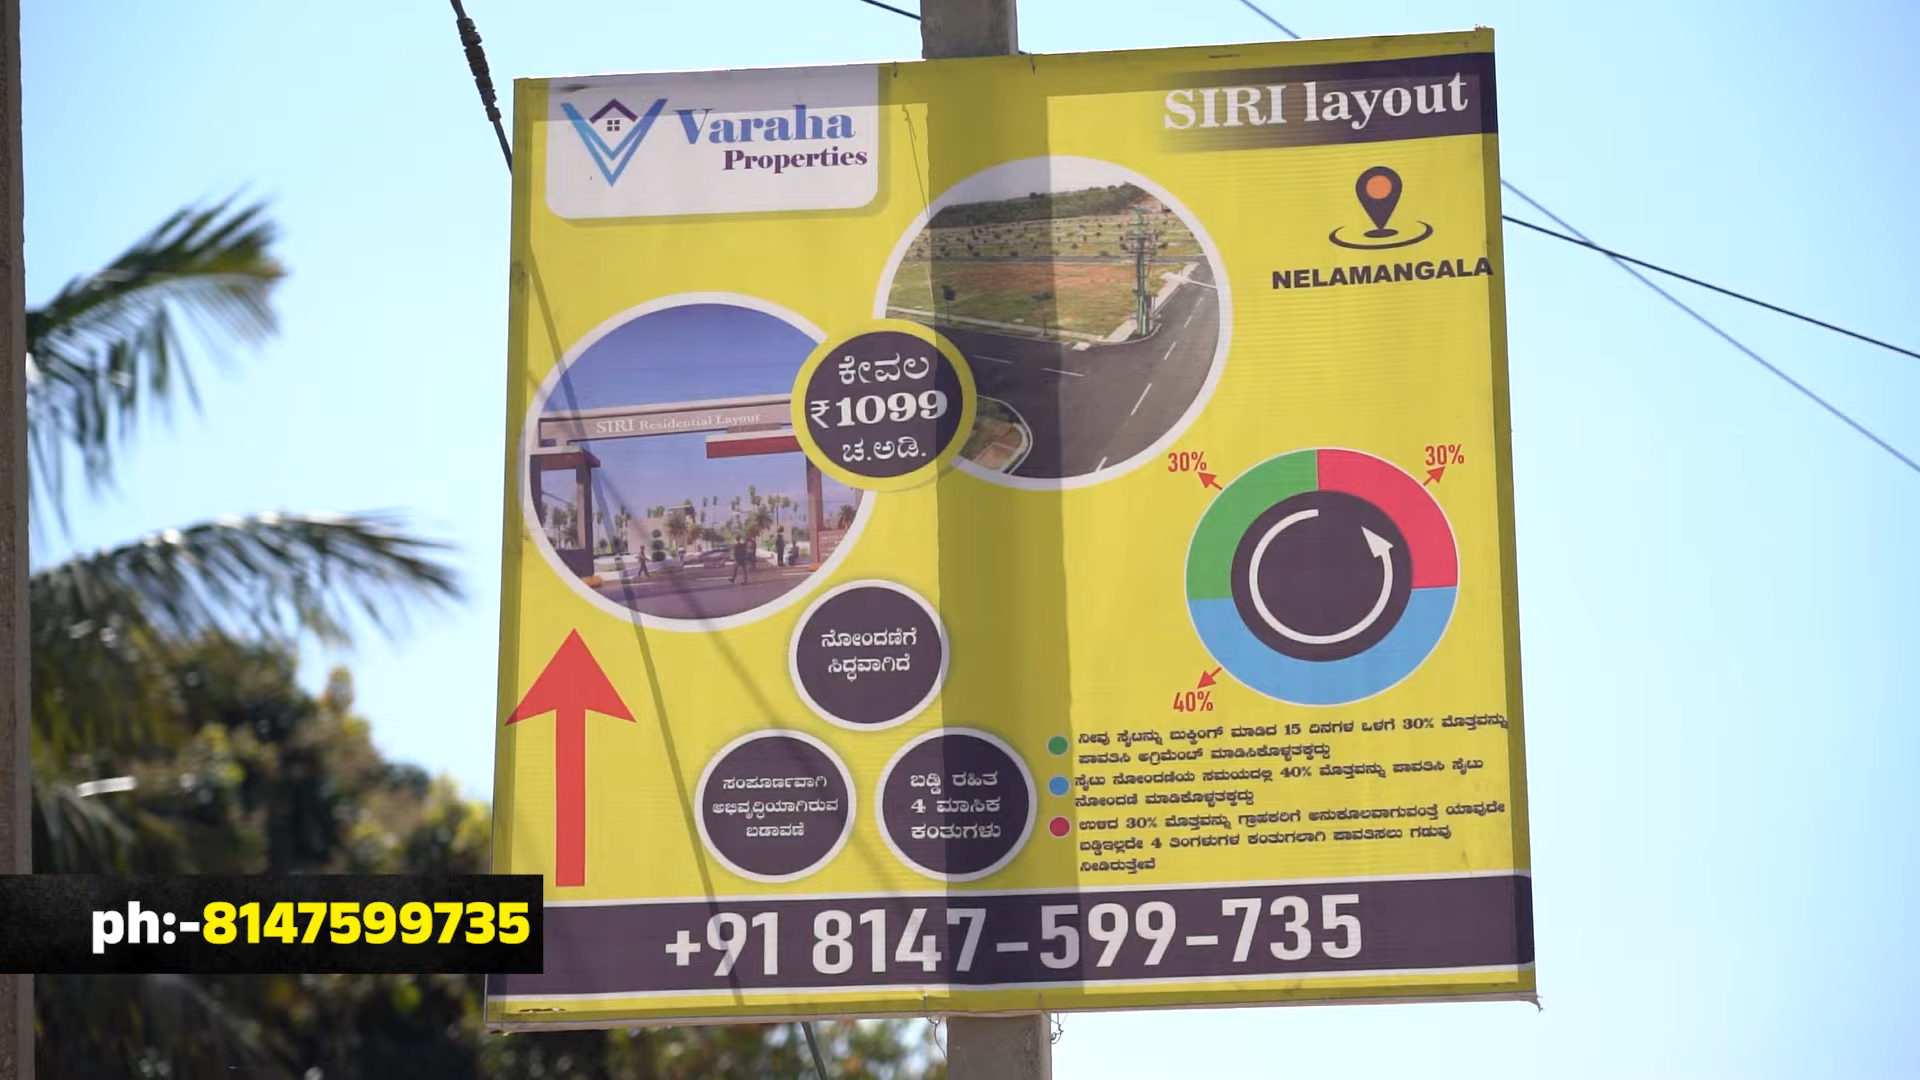 Varaha
Properties
SIRI layout
NELAMANGALA
SIRI Residential Layout
ಕೇವಲ
₹1099
ಚ.ಅಡಿ.
30%
30%
40%
ನೋಂದಣಿಗೆ
ಸಿದ್ಧವಾಗಿದೆ
ಸಂಪೂರ್ಣವಾಗಿ
ಅಭಿವೃದ್ಧಿಯಾಗಿರುವ
ಬಡಾವಣೆ
ಬಡ್ಡಿ ರಹಿತ
4 ಮಾಸಿಕ
ಕಂತುಗಳು
ನೀವು ಸೈಟನ್ನು ಬುಕ್ಕಿಂಗ್ ಮಾಡಿದ 15 ದಿನಗಳ ಒಳಗೆ 30% ಮೊತ್ತವನ್ನು
ಪಾವತಿಸಿ ಅಗ್ರಿಮೆಂಟ್ ಮಾಡಿಸಿಕೊಳ್ಳತಕ್ಕದ್ದು
ಸೈಟು ನೋಂದಣಿಯ ಸಮಯದಲ್ಲಿ 40% ಮೊತ್ತವನ್ನು ಪಾವತಿಸಿ ಸೈಟು
ನೋಂದಣಿ ಮಾಡಿಕೊಳ್ಳತಕ್ಕದ್ದು
ಉಳಿದ 30% ಮೊತ್ತವನ್ನು ಗ್ರಾಹಕರಿಗೆ ಅನುಕೂಲವಾಗುವಂತ್ತೆ ಯಾವುದೇ
ಬಡ್ಡಿಇಲ್ಲದೇ 4 ತಿಂಗಳುಗಳ ಕಂತುಗಲಾಗಿ ಪಾವತಿಸಲು ಗಡುವು
ನೀಡಿರುತ್ತೇವೆ
+91 8147-599-735
ph:-8147599735